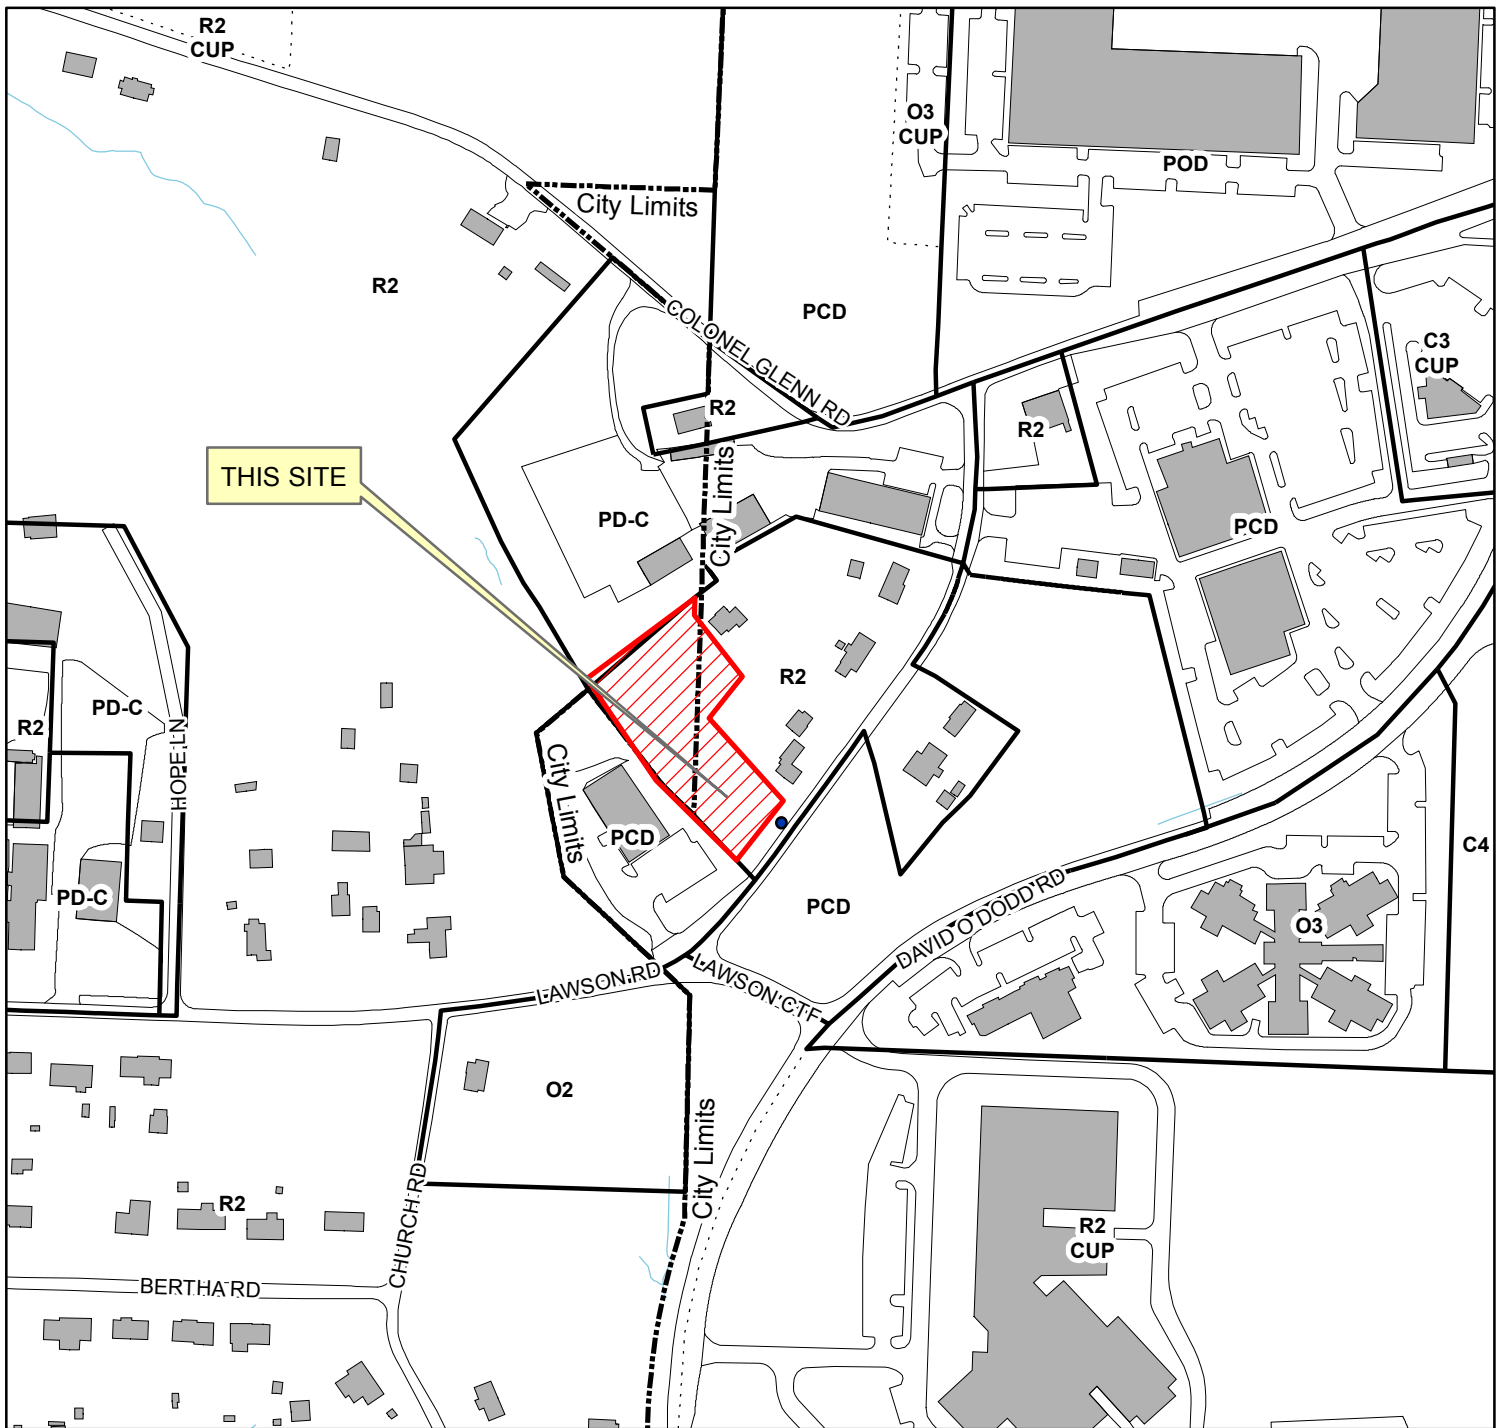 R2
CUP
O3
CUP
POD
City Limits
R2
PCD
COLONEL GLENN RD
C3
CUP
R2
R2
THIS SITE
City Limits
PD-C
PCD
R2
PD-C
R2
HOPE LN
City Limits
PCD
C4
PD-C
PCD
DAVID O DODD RD
O3
LAWSON RD
LAWSON CTF
O2
City Limits
CHURCH RD
R2
R2
CUP
BERTHA RD